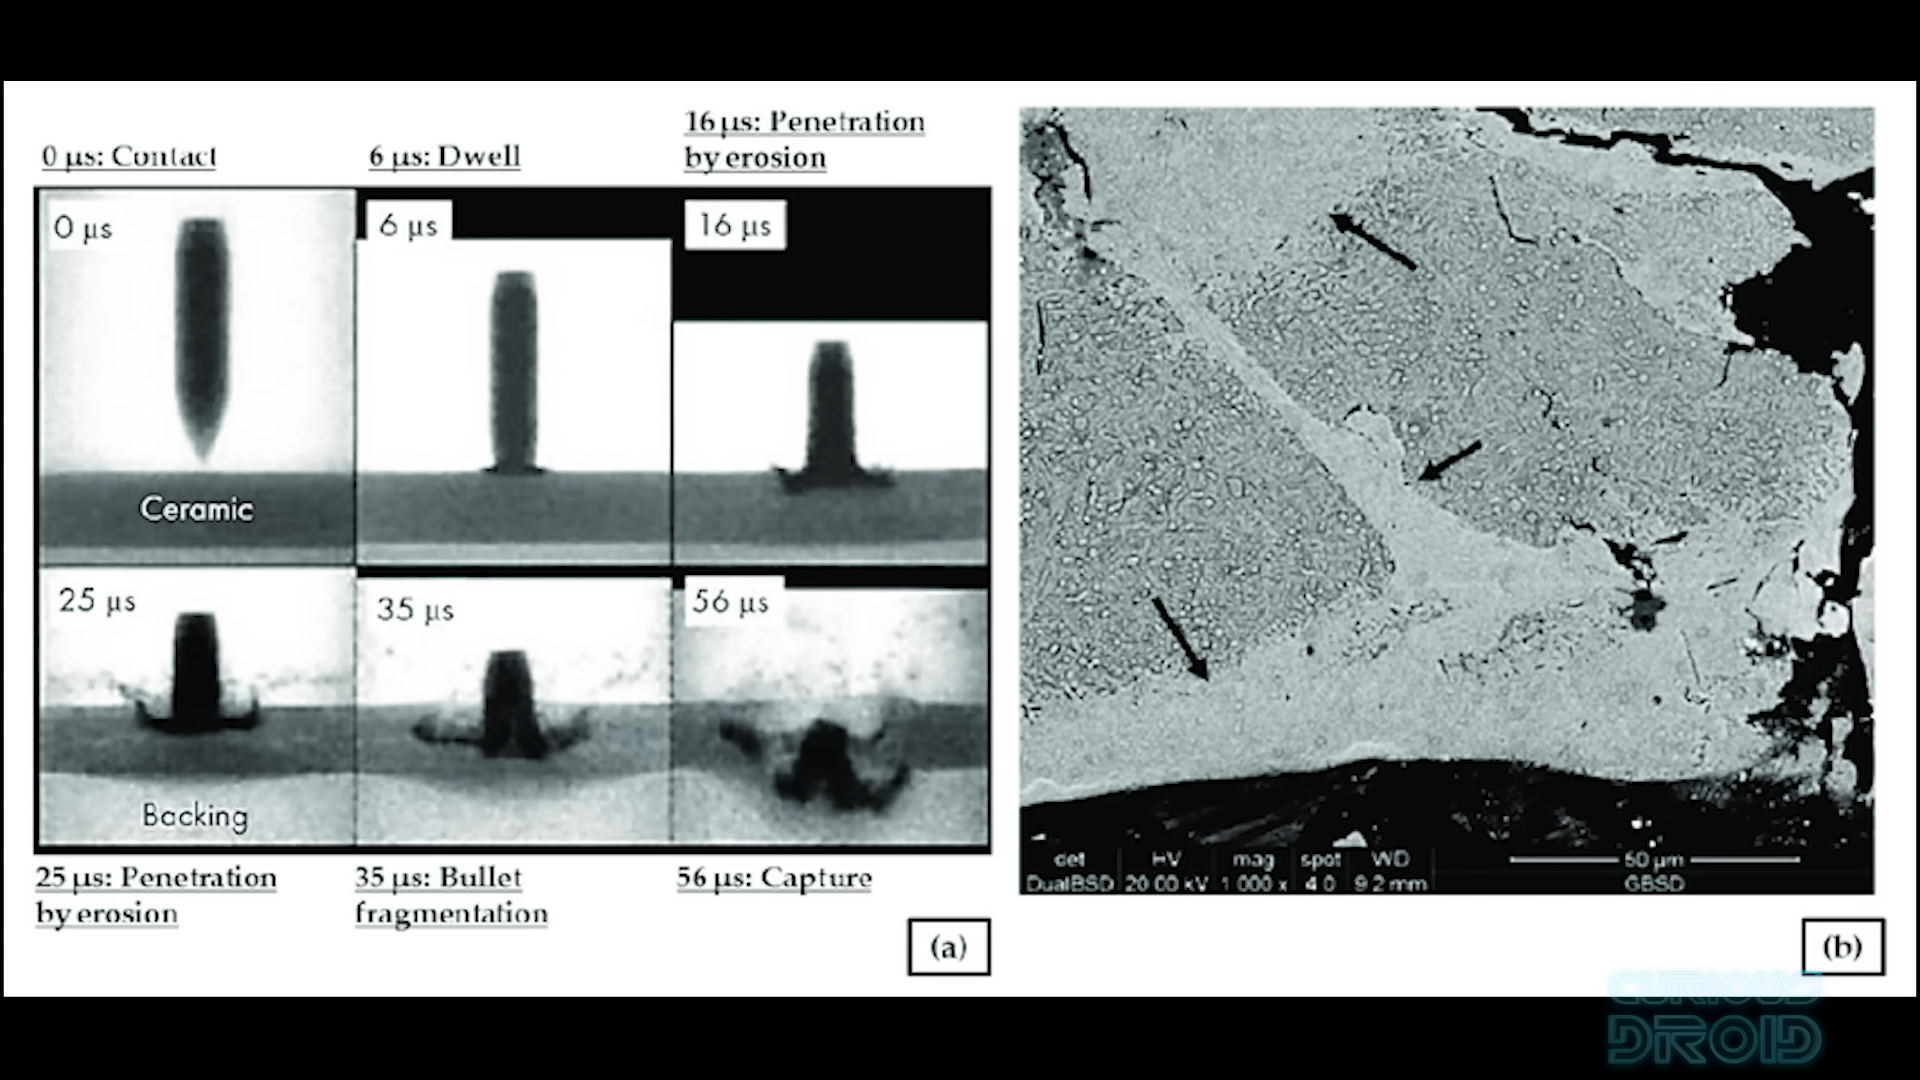 0 µs: Contact
6 µs: Dwell
16 µs: Penetration
by erosion
0 µs
6 µs
16 µs
Ceramic
25 µs
35 µs
56 µs
Backing
25 µs: Penetration
by erosion
35 µs: Bullet
fragmentation
56 µs: Capture
(a)
det HV mag spot WD 50 µm
DualBSD 20.00 kV 1 000 x 4.0 9.2 mm GBSD
(b)
CURIOUS
DROID